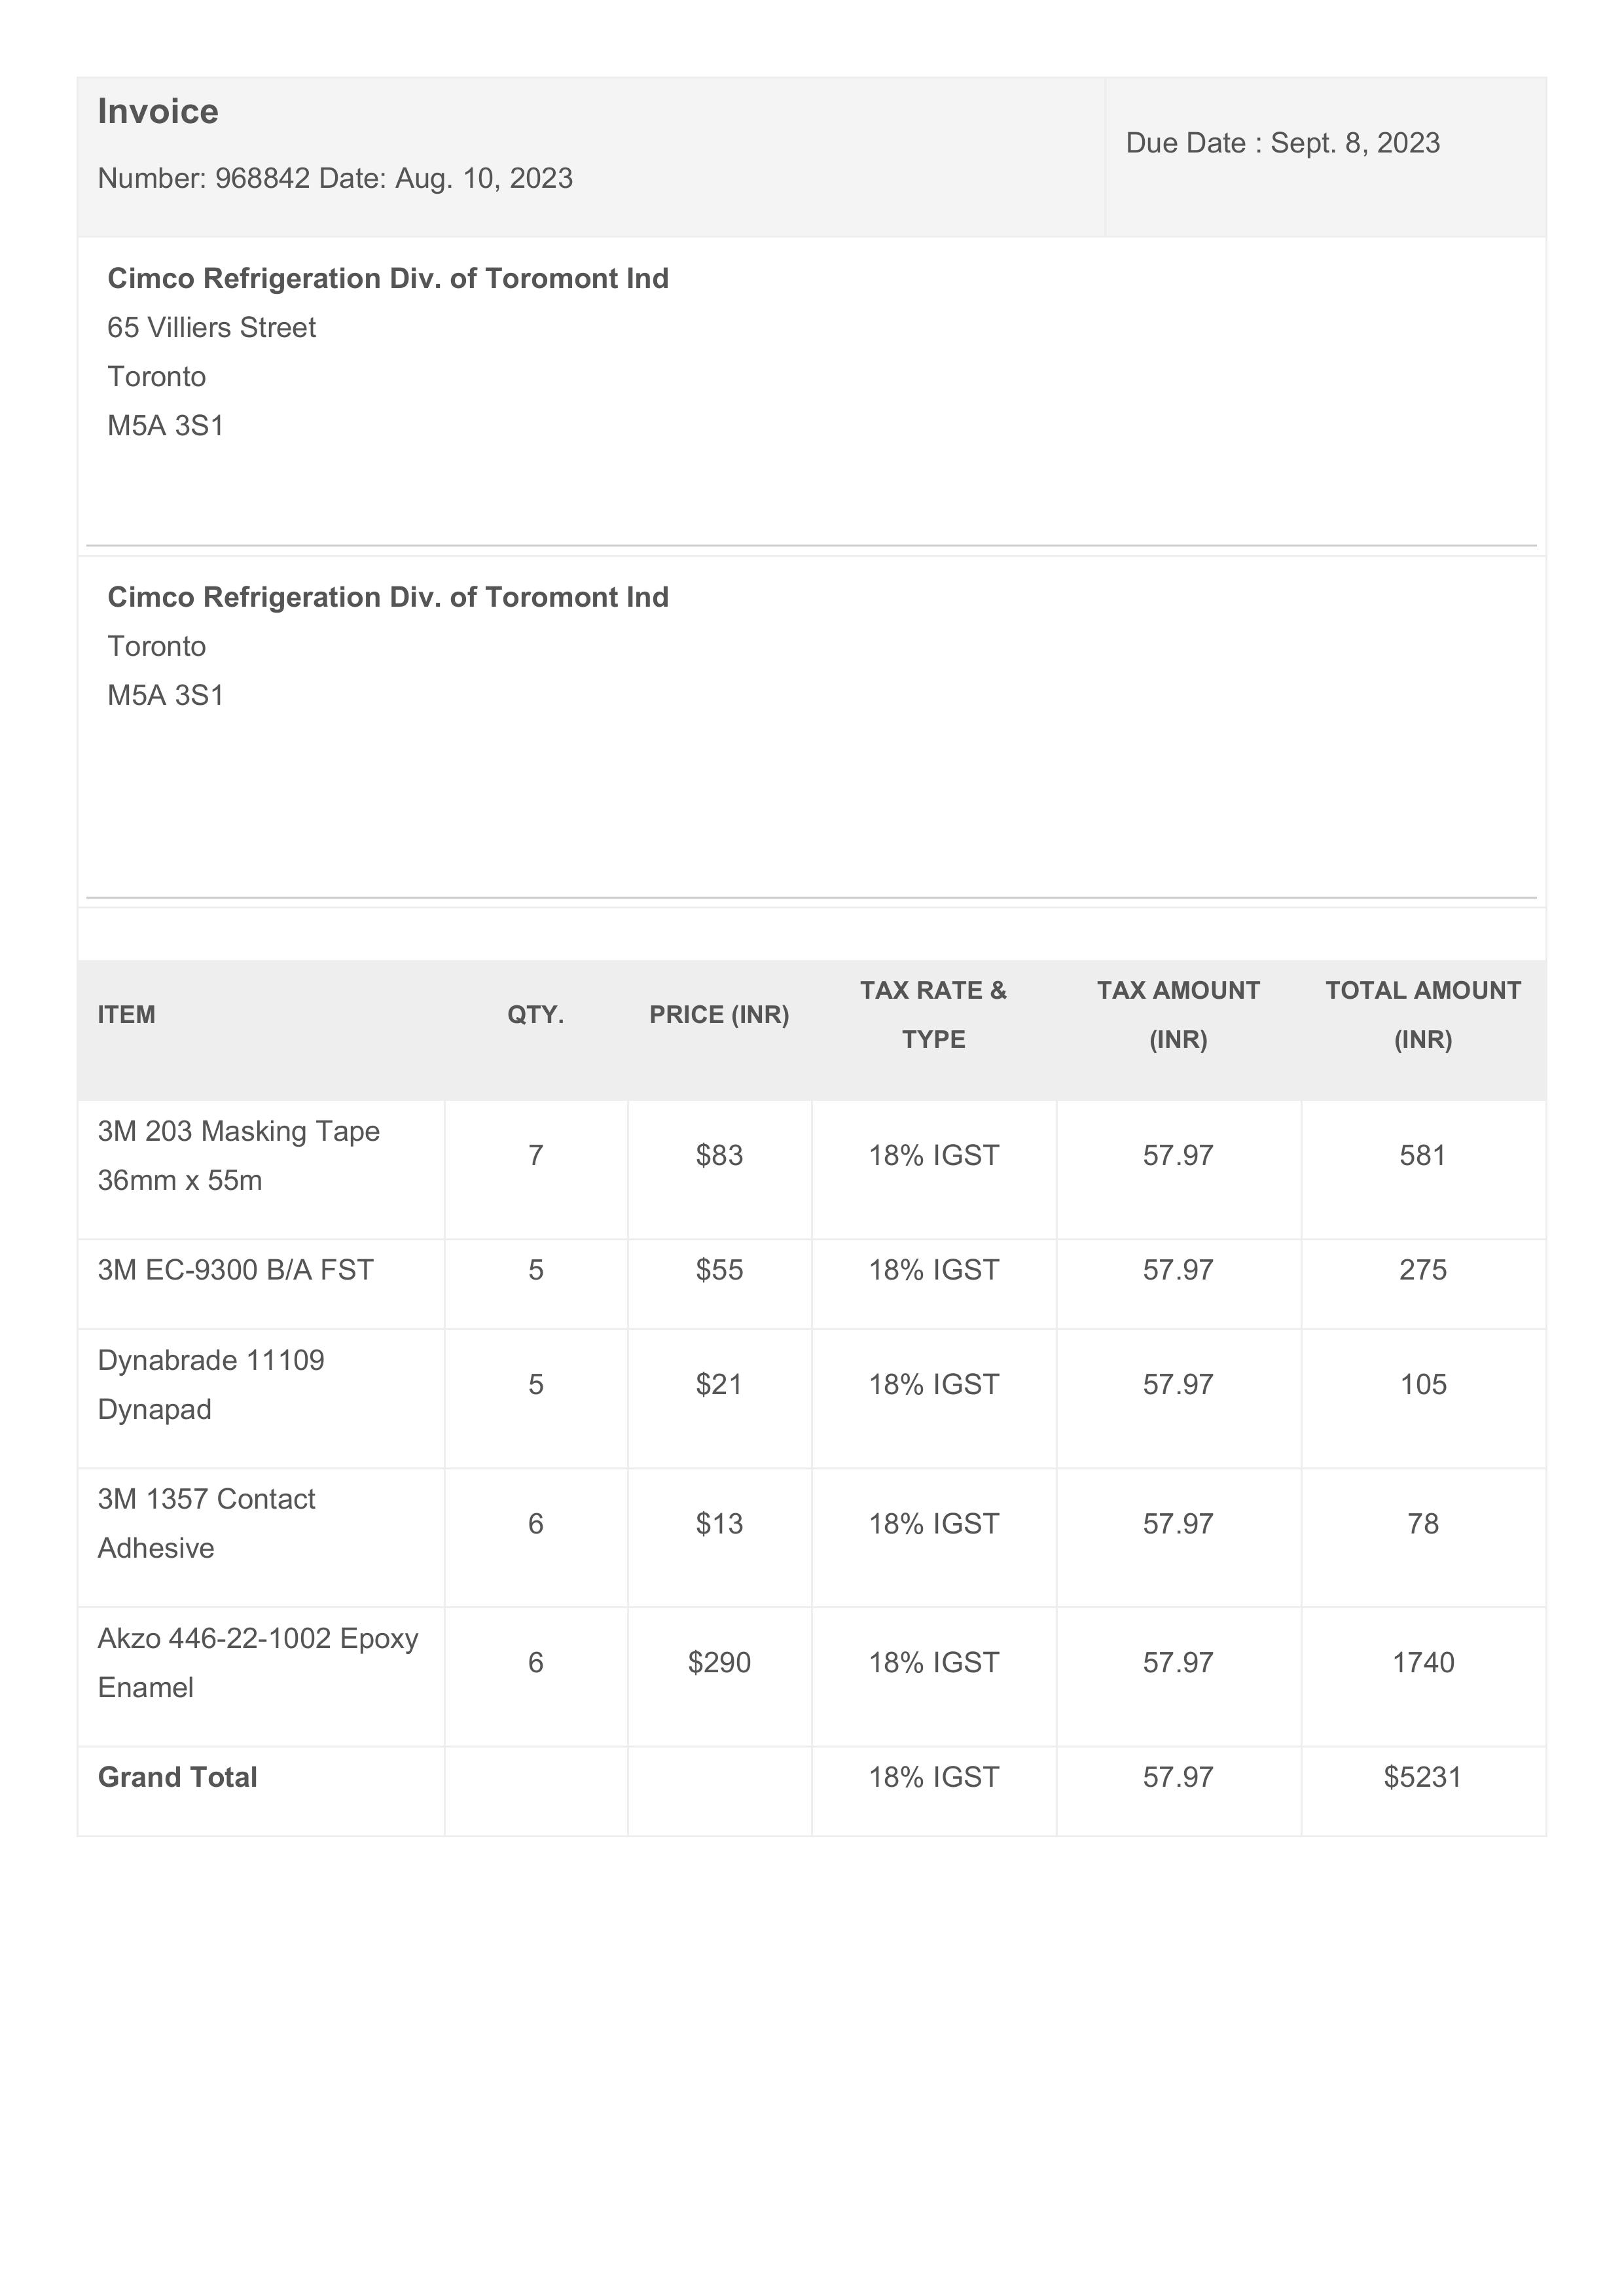 Invoice
Number: 968842 Date: Aug. 10, 2023
Due Date : Sept. 8, 2023
Cimco Refrigeration Div. of Toromont Ind
65 Villiers Street
Toronto
M5A 3S1
Cimco Refrigeration Div. of Toromont Ind
Toronto
M5A 3S1
ITEM QTY. PRICE (INR) TAX RATE & TYPE TAX AMOUNT (INR) TOTAL AMOUNT (INR)
3M 203 Masking Tape 36mm x 55m 7 $83 18% IGST 57.97 581
3M EC-9300 B/A FST 5 $55 18% IGST 57.97 275
Dynabrade 11109 Dynapad 5 $21 18% IGST 57.97 105
3M 1357 Contact Adhesive 6 $13 18% IGST 57.97 78
Akzo 446-22-1002 Epoxy Enamel 6 $290 18% IGST 57.97 1740
Grand Total 18% IGST 57.97 $5231